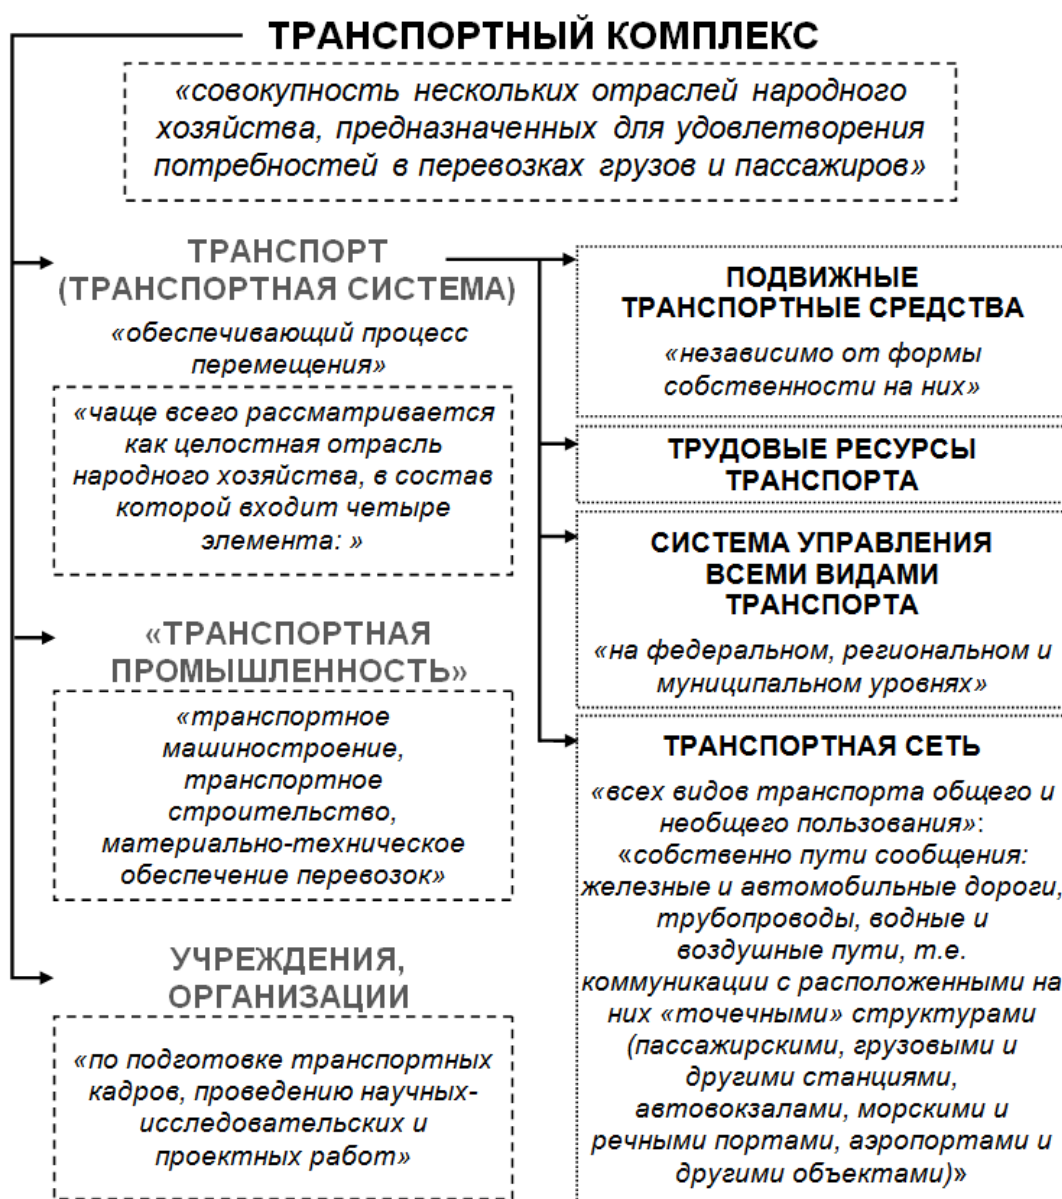 ТРАНСПОРТНЫЙ КОМПЛЕКС
«совокупность нескольких отраслей народного
хозяйства, предназначенных для удовлетворения
потребностей в перевозках грузов и пассажиров»
ТРАНСПОРТ
(ТРАНСПОРТНАЯ СИСТЕМА)
«обеспечивающий процесс
перемещения»
«чаще всего рассматривается
как целостная отрасль
народного хозяйства, в состав
которой входит четыре
элемента: »
«ТРАНСПОРТНАЯ
ПРОМЫШЛЕННОСТЬ»
«транспортное
машиностроение,
транспортное
строительство,
материально-техническое
обеспечение перевозок»
УЧРЕЖДЕНИЯ,
ОРГАНИЗАЦИИ
«по подготовке транспортных
кадров, проведению научных-
исследовательских и
проектных работ»
ПОДВИЖНЫЕ
ТРАНСПОРТНЫЕ СРЕДСТВА
«независимо от формы
собственности на них»
ТРУДОВЫЕ РЕСУРСЫ
ТРАНСПОРТА
СИСТЕМА УПРАВЛЕНИЯ
ВСЕМИ ВИДАМИ
ТРАНСПОРТА
«на федеральном, региональном и
муниципальном уровнях»
ТРАНСПОРТНАЯ СЕТЬ
«всех видов транспорта общего и
необщего пользования»:
«собственно пути сообщения:
железные и автомобильные дороги,
трубопроводы, водные и
воздушные пути, т.е.
коммуникации с расположенными на
них «точечными» структурами
(пассажирскими, грузовыми и
другими станциями,
автовокзалами, морскими и
речными портами, аэропортами и
другими объектами)»